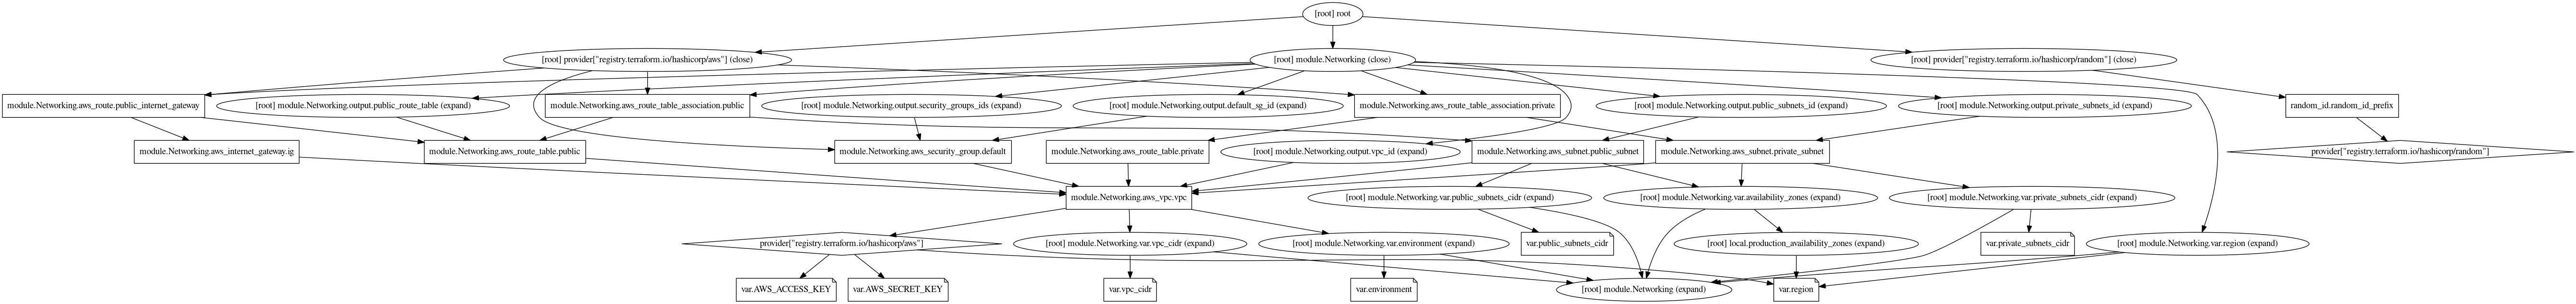 [root] root
[root] provider["registry.terraform.io/hashicorp/aws"] (close)
[root] module.Networking (close)
[root] provider["registry.terraform.io/hashicorp/random"] (close)
module.Networking.aws_route.public_internet_gateway
[root] module.Networking.output.public_route_table (expand)
module.Networking.aws_route_table_association.public
[root] module.Networking.output.security_groups_ids (expand)
[root] module.Networking.output.default_sg_id (expand)
module.Networking.aws_route_table_association.private
[root] module.Networking.output.public_subnets_id (expand)
[root] module.Networking.output.private_subnets_id (expand)
random_id.random_id_prefix
module.Networking.aws_internet_gateway.ig
module.Networking.aws_route_table.public
module.Networking.aws_security_group.default
module.Networking.aws_route_table.private
[root] module.Networking.output.vpc_id (expand)
module.Networking.aws_subnet.public_subnet
module.Networking.aws_subnet.private_subnet
provider["registry.terraform.io/hashicorp/random"]
module.Networking.aws_vpc.vpc
[root] module.Networking.var.public_subnets_cidr (expand)
[root] module.Networking.var.availability_zones (expand)
[root] module.Networking.var.private_subnets_cidr (expand)
provider["registry.terraform.io/hashicorp/aws"]
[root] module.Networking.var.vpc_cidr (expand)
[root] module.Networking.var.environment (expand)
var.public_subnets_cidr
[root] local.production_availability_zones (expand)
var.private_subnets_cidr
[root] module.Networking.var.region (expand)
var.AWS_ACCESS_KEY
var.AWS_SECRET_KEY
var.vpc_cidr
var.environment
[root] module.Networking (expand)
var.region